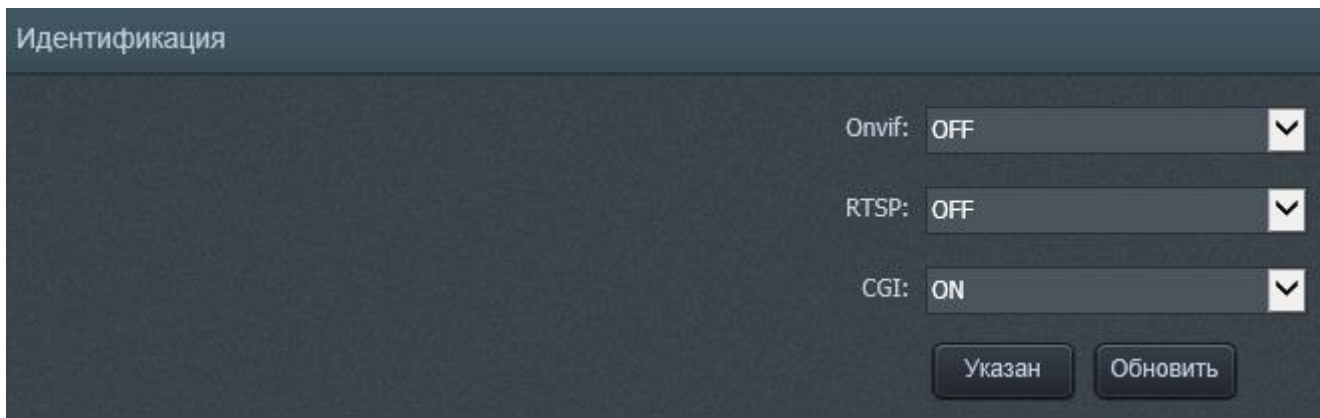 Идентификация
Onvif: OFF
RTSP: OFF
CGI: ON
Указан Обновить